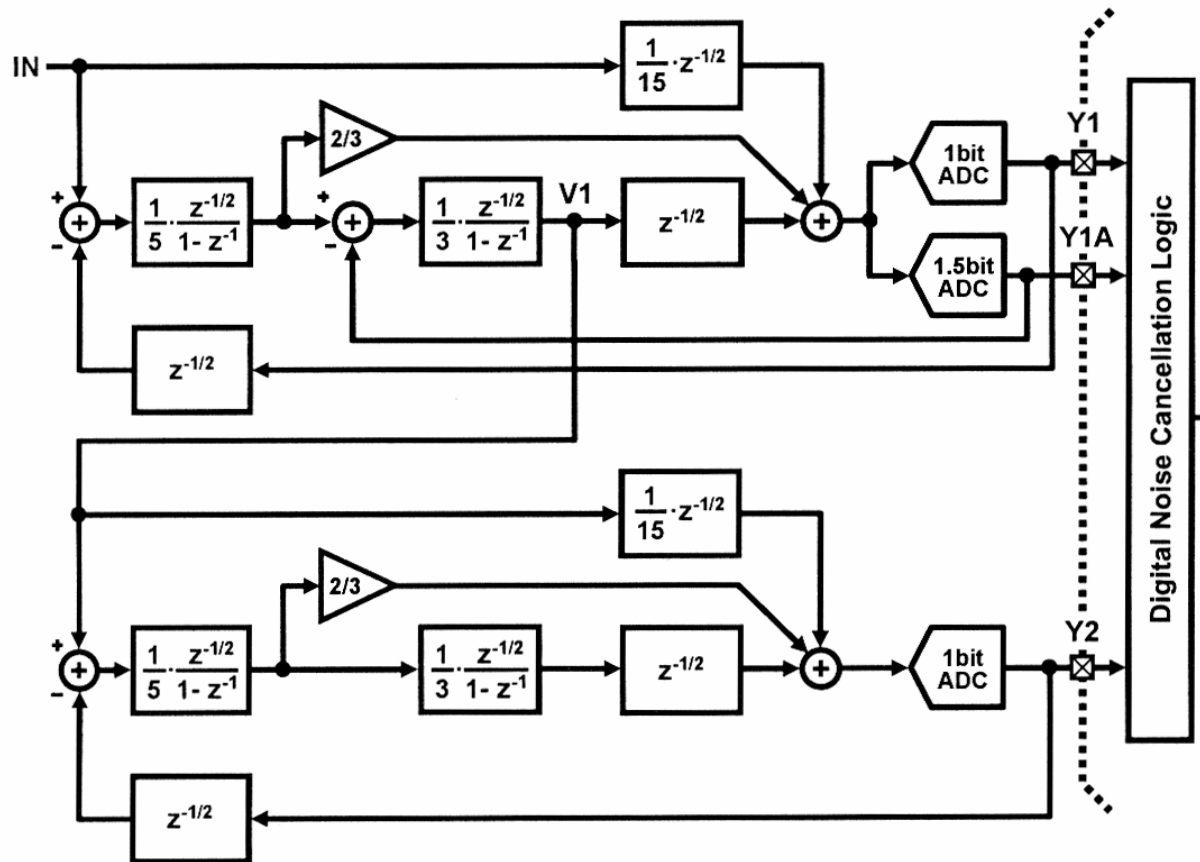 IN
1/15 · z^-1/2
2/3
1/5 · z^-1/2 / 1- z^-1
1/3 · z^-1/2 / 1- z^-1
V1
z^-1/2
+
+
-
+
+
-
+
1bit
ADC
1.5bit
ADC
Y1
Y1A
z^-1/2
Digital Noise Cancellation Logic
1/15 · z^-1/2
2/3
+
+
-
1/5 · z^-1/2 / 1- z^-1
1/3 · z^-1/2 / 1- z^-1
z^-1/2
+
1bit
ADC
Y2
z^-1/2